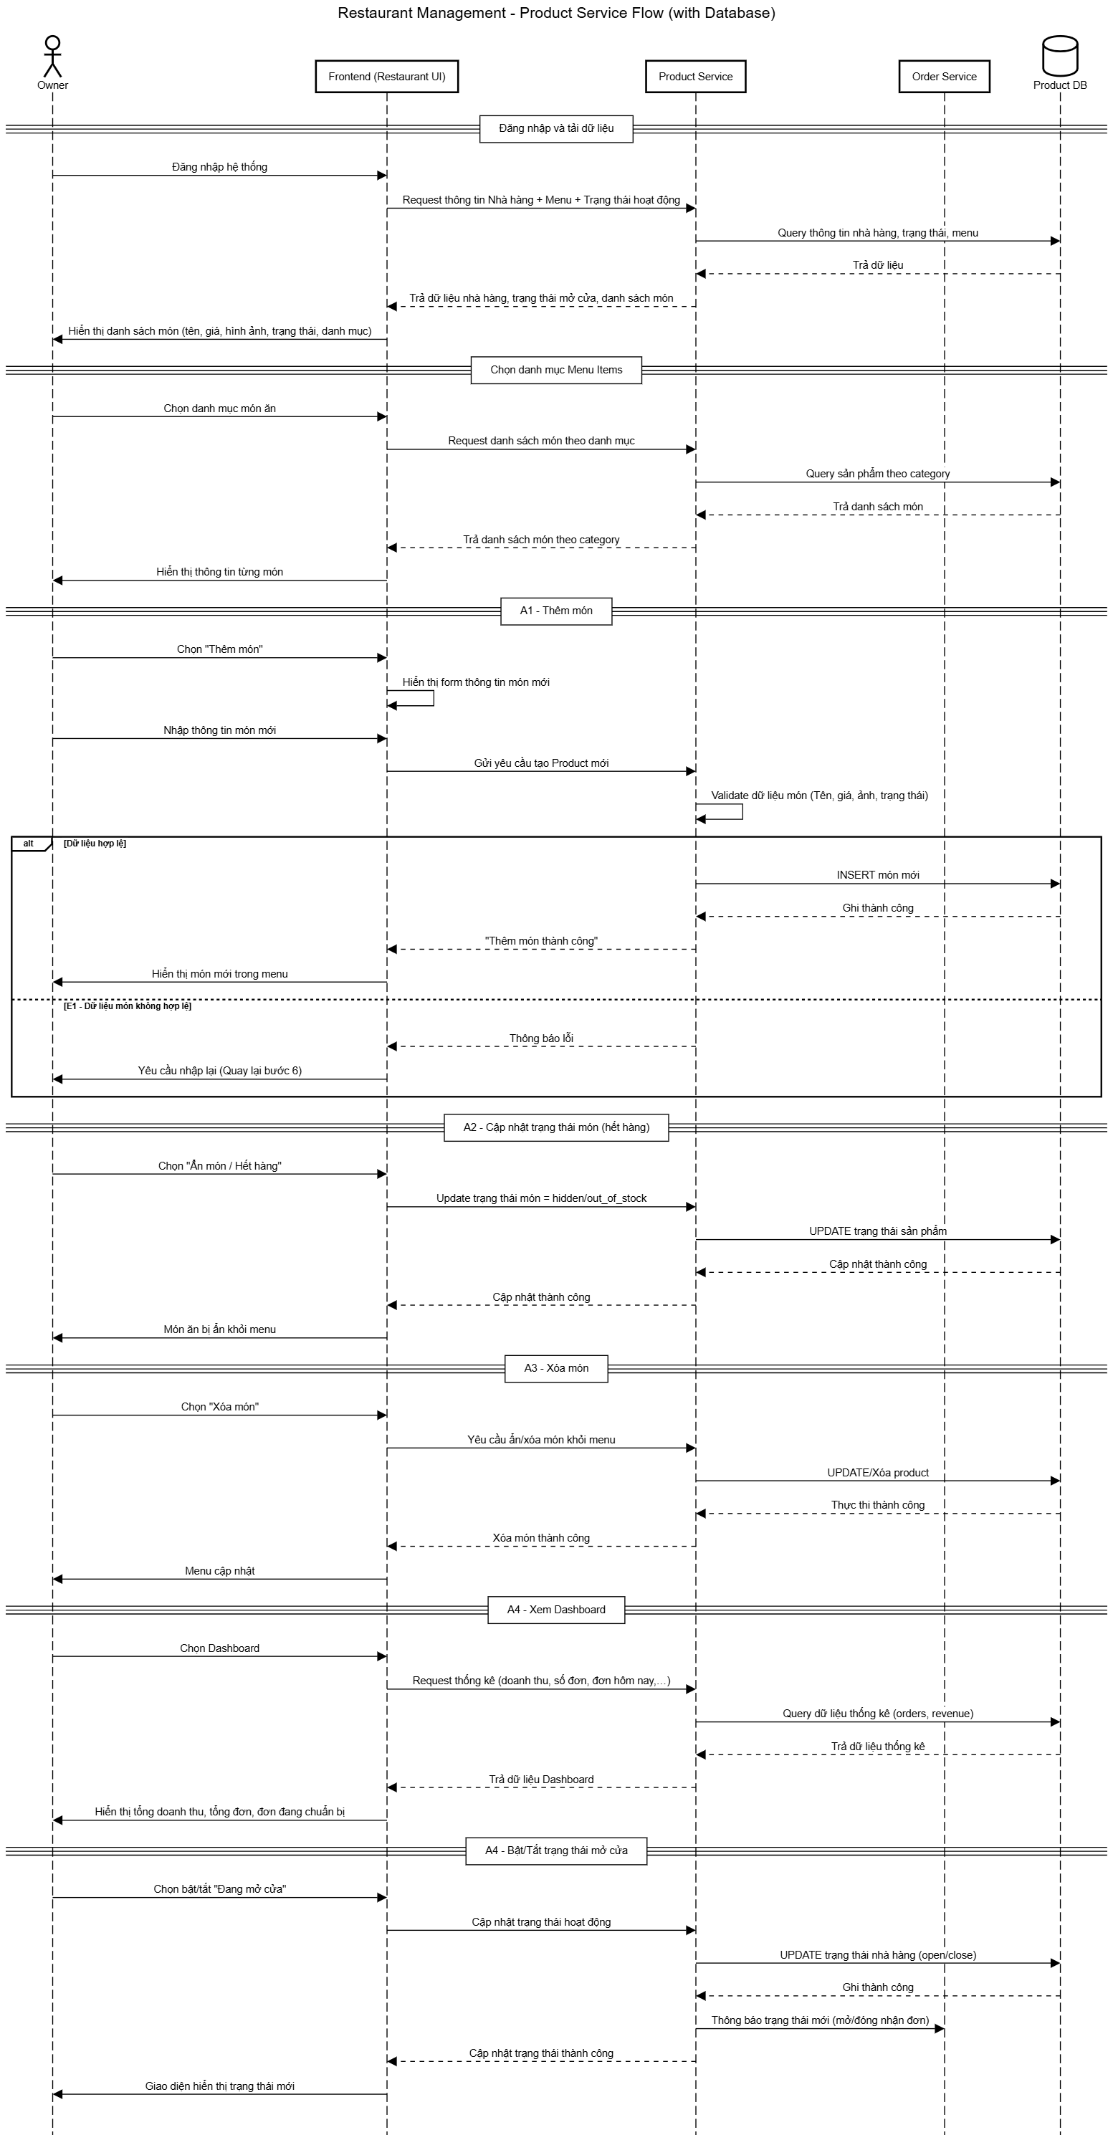 Restaurant Management - Product Service Flow (with Database)
Owner
Frontend (Restaurant UI)
Product Service
Order Service
Product DB
Đăng nhập và tải dữ liệu
Đăng nhập hệ thống
Request thông tin Nhà hàng + Menu + Trạng thái hoạt động
Query thông tin nhà hàng, trạng thái, menu
Trả dữ liệu
Trả dữ liệu nhà hàng, trạng thái mở cửa, danh sách món
Hiển thị danh sách món (tên, giá, hình ảnh, trạng thái, danh mục)
Chọn danh mục Menu Items
Chọn danh mục món ăn
Request danh sách món theo danh mục
Query sản phẩm theo category
Trả danh sách món
Trả danh sách món theo category
Hiển thị thông tin từng món
A1 - Thêm món
Chọn "Thêm món"
Hiển thị form thông tin món mới
Nhập thông tin món mới
Gửi yêu cầu tạo Product mới
Validate dữ liệu món (Tên, giá, ảnh, trạng thái)
alt
[Dữ liệu hợp lệ]
INSERT món mới
Ghi thành công
"Thêm món thành công"
Hiển thị món mới trong menu
[E1 - Dữ liệu món không hợp lệ]
Thông báo lỗi
Yêu cầu nhập lại (Quay lại bước 6)
A2 - Cập nhật trạng thái món (hết hàng)
Chọn "Ẩn món / Hết hàng"
Update trạng thái món = hidden/out_of_stock
UPDATE trạng thái sản phẩm
Cập nhật thành công
Cập nhật thành công
Món ăn bị ẩn khỏi menu
A3 - Xóa món
Chọn "Xóa món"
Yêu cầu ẩn/xóa món khỏi menu
UPDATE/Xóa product
Thực thi thành công
Xóa món thành công
Menu cập nhật
A4 - Xem Dashboard
Chọn Dashboard
Request thống kê (doanh thu, số đơn, đơn hôm nay,...)
Query dữ liệu thống kê (orders, revenue)
Trả dữ liệu thống kê
Trả dữ liệu Dashboard
Hiển thị tổng doanh thu, tổng đơn, đơn đang chuẩn bị
A4 - Bật/Tắt trạng thái mở cửa
Chọn bật/tắt "Đang mở cửa"
Cập nhật trạng thái hoạt động
UPDATE trạng thái nhà hàng (open/close)
Ghi thành công
Thông báo trạng thái mới (mở/đóng nhận đơn)
Cập nhật trạng thái thành công
Giao diện hiển thị trạng thái mới